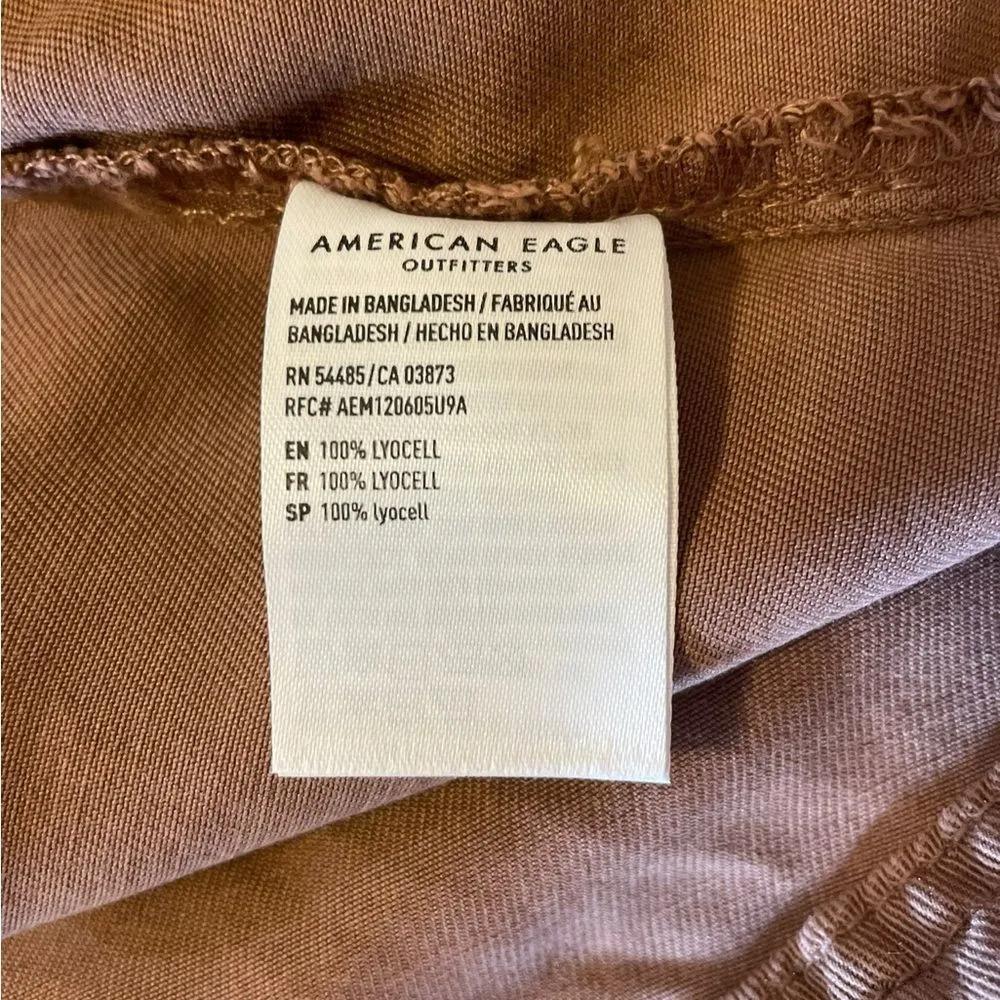 AMERICAN EAGLE
OUTFITTERS
MADE IN BANGLADESH / FABRIQUÉ AU
BANGLADESH / HECHO EN BANGLADESH
RN 54485/CA 03873
RFC# AEM120605U9A
EN 100% LYOCELL
FR 100% LYOCELL
SP 100% lyocell